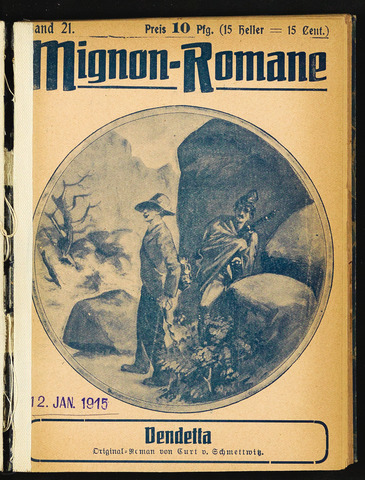 and 21. Preis 10 Pfg. (15 Heller = 15 Cent.)
Mignon-Romane
12. JAN. 1915
Vendetta
Original-Roman von Curt v. Schmettwitz.